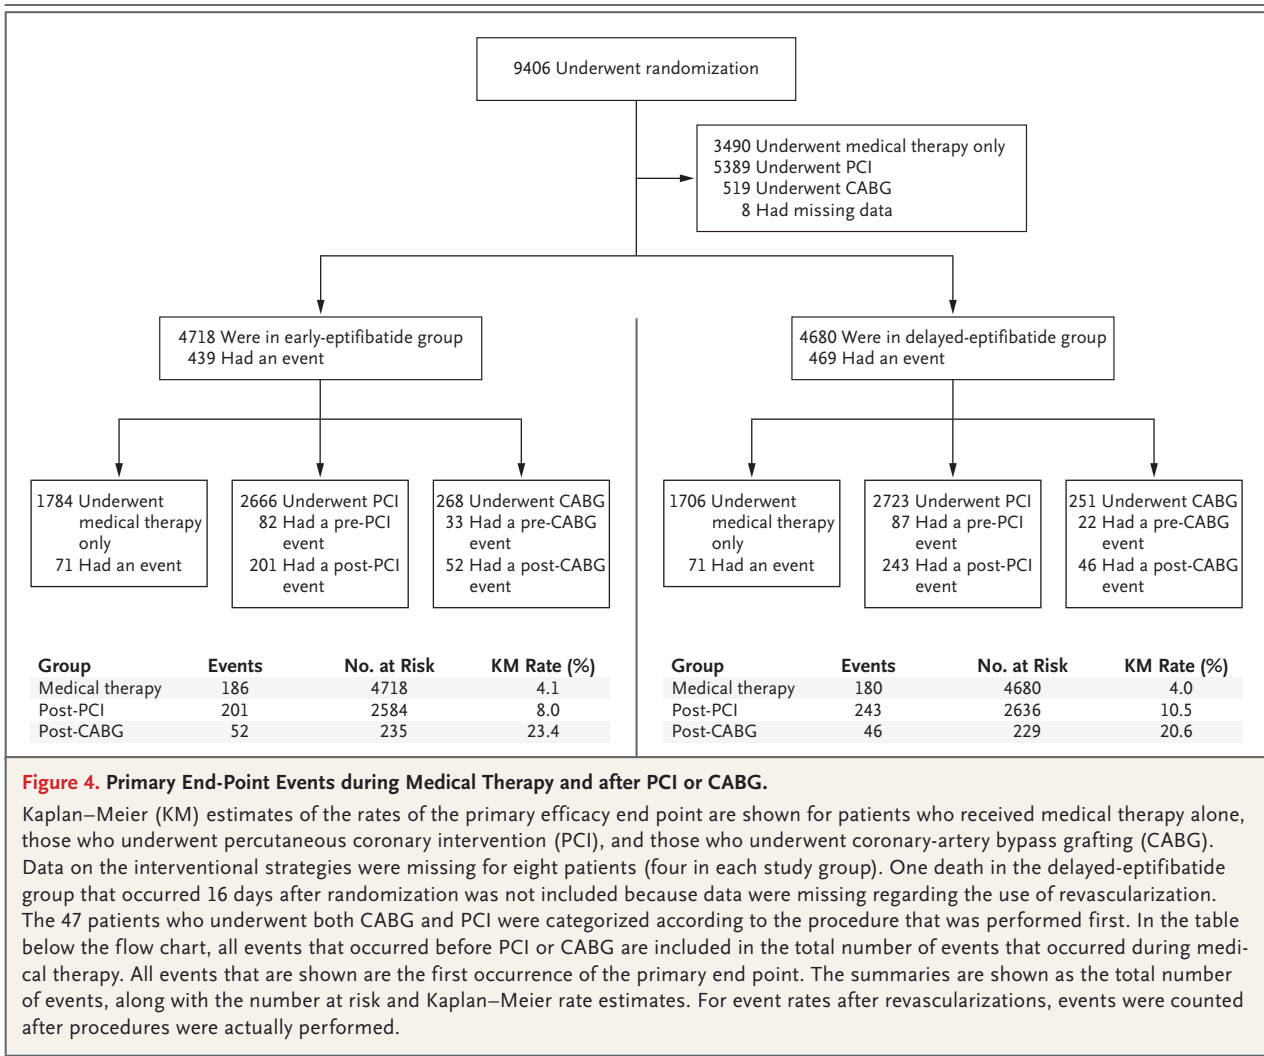 9406 Underwent randomization
3490 Underwent medical therapy only
5389 Underwent PCI
519 Underwent CABG
8 Had missing data
4718 Were in early-eptifibatide group
439 Had an event
4680 Were in delayed-eptifibatide group
469 Had an event
1784 Underwent
medical therapy
only
71 Had an event
2666 Underwent PCI
82 Had a pre-PCI
event
201 Had a post-PCI
event
268 Underwent CABG
33 Had a pre-CABG
event
52 Had a post-CABG
event
1706 Underwent
medical therapy
only
71 Had an event
2723 Underwent PCI
87 Had a pre-PCI
event
243 Had a post-PCI
event
251 Underwent CABG
22 Had a pre-CABG
event
46 Had a post-CABG
event
Group Events No. at Risk KM Rate (%)
Medical therapy 186 4718 4.1
Post-PCI 201 2584 8.0
Post-CABG 52 235 23.4
Group Events No. at Risk KM Rate (%)
Medical therapy 180 4680 4.0
Post-PCI 243 2636 10.5
Post-CABG 46 229 20.6
Figure 4. Primary End-Point Events during Medical Therapy and after PCI or CABG.
Kaplan–Meier (KM) estimates of the rates of the primary efficacy end point are shown for patients who received medical therapy alone,
those who underwent percutaneous coronary intervention (PCI), and those who underwent coronary-artery bypass grafting (CABG).
Data on the interventional strategies were missing for eight patients (four in each study group). One death in the delayed-eptifibatide
group that occurred 16 days after randomization was not included because data were missing regarding the use of revascularization.
The 47 patients who underwent both CABG and PCI were categorized according to the procedure that was performed first. In the table
below the flow chart, all events that occurred before PCI or CABG are included in the total number of events that occurred during medi-
cal therapy. All events that are shown are the first occurrence of the primary end point. The summaries are shown as the total number
of events, along with the number at risk and Kaplan–Meier rate estimates. For event rates after revascularizations, events were counted
after procedures were actually performed.